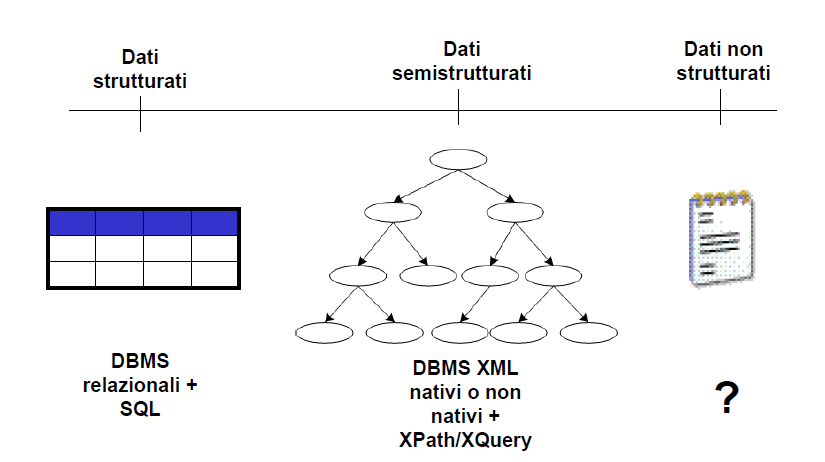 Dati
strutturati
Dati
semistrutturati
Dati non
strutturati
DBMS
relazionali +
SQL
DBMS XML
nativi o non
nativi +
XPath/XQuery
?